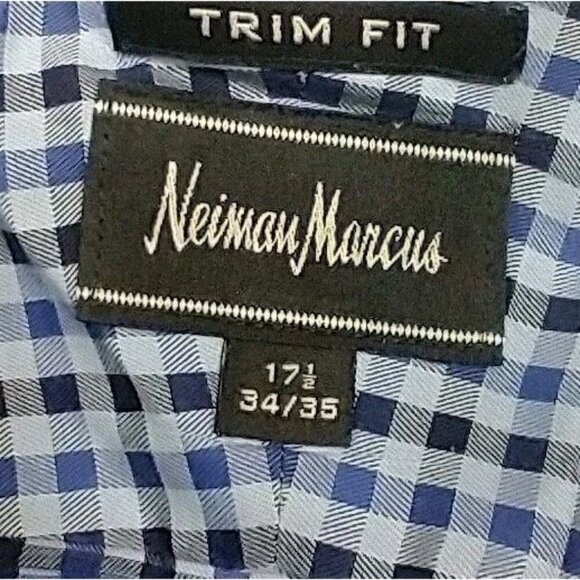 TRIM FIT
Neiman Marcus
17½
34/35